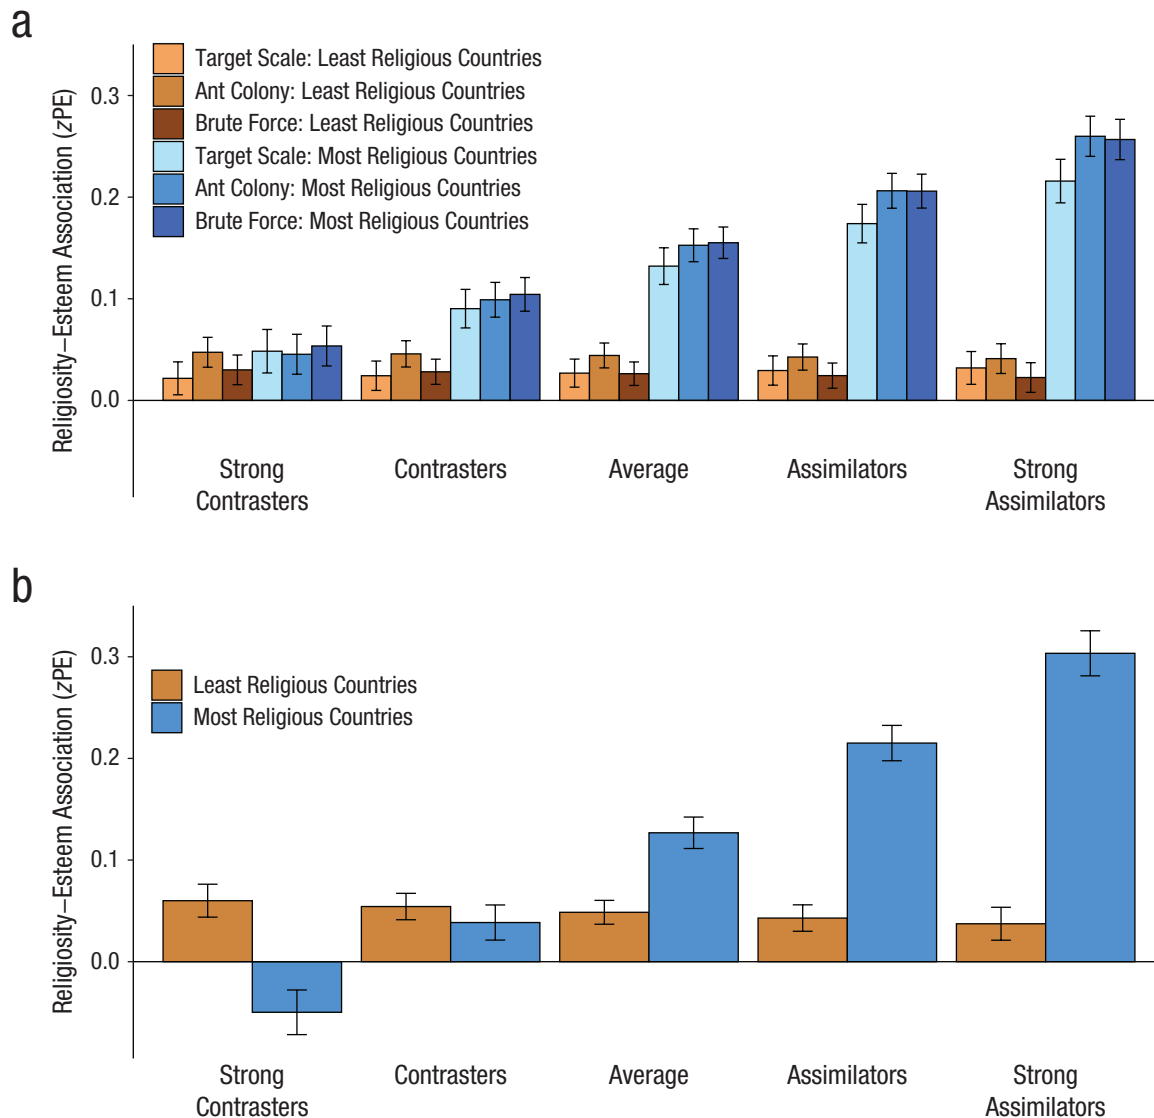 a
Religiosity–Esteem Association (zPE)
0.3
0.2
0.1
0.0
Target Scale: Least Religious Countries
Ant Colony: Least Religious Countries
Brute Force: Least Religious Countries
Target Scale: Most Religious Countries
Ant Colony: Most Religious Countries
Brute Force: Most Religious Countries
Strong
Contrasters
Contrasters
Average
Assimilators
Strong
Assimilators
b
Religiosity–Esteem Association (zPE)
0.3
0.2
0.1
0.0
Least Religious Countries
Most Religious Countries
Strong
Contrasters
Contrasters
Average
Assimilators
Strong
Assimilators